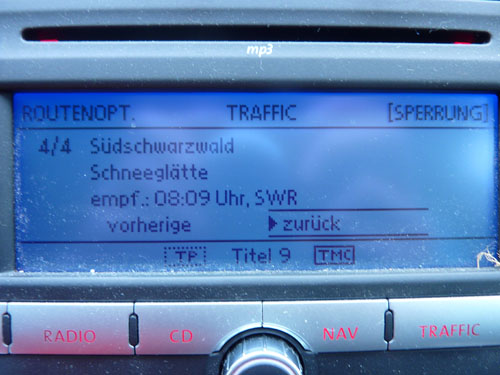 mp3
ROUTENOPT. TRAFFIC [SPERRUNG]
4/4 Südschwarzwald
Schneeglätte
empf.: 08:09 Uhr, SWR
vorherige zurück
TP Titel 9 TMC
RADIO CD NAV TRAFFIC